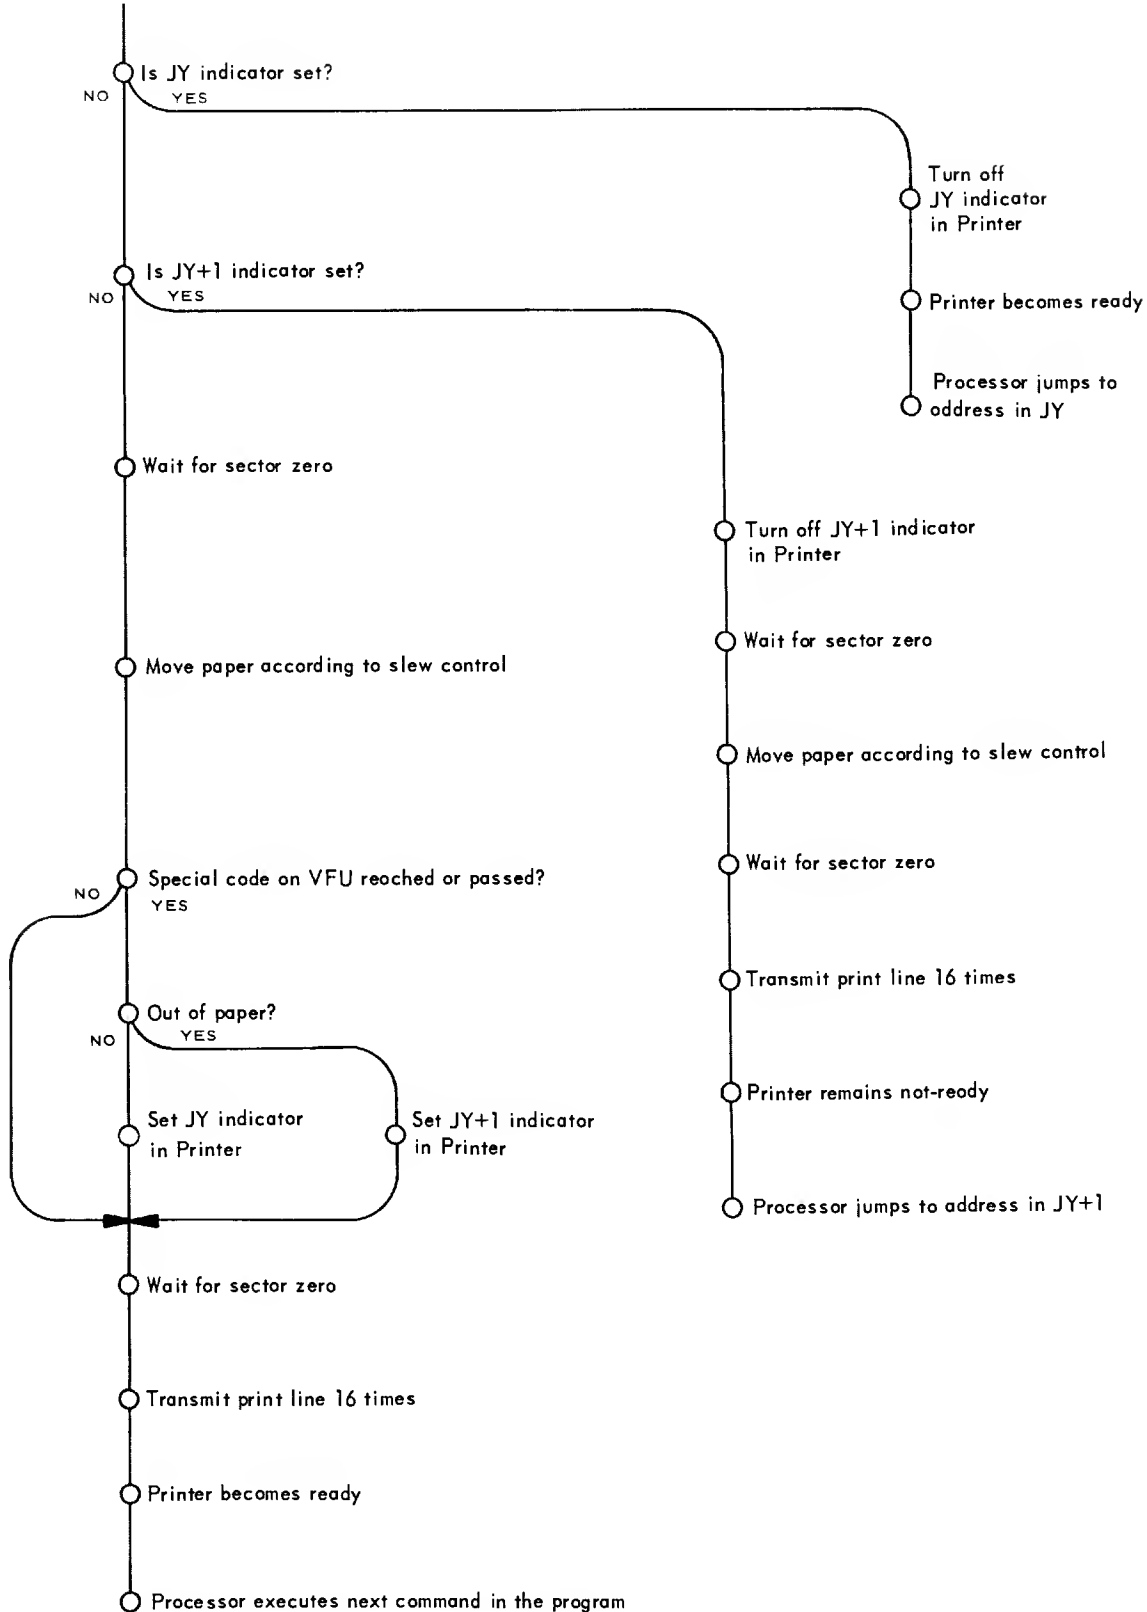 Is JY indicator set?
NO
YES
Turn off
JY indicator
in Printer
Is JY+1 indicator set?
NO
YES
Printer becomes ready
Processor jumps to
address in JY
Wait for sector zero
Turn off JY+1 indicator
in Printer
Wait for sector zero
Move paper according to slew control
Move paper according to slew control
Wait for sector zero
Special code on VFU reached or passed?
NO
YES
Transmit print line 16 times
Out of paper?
NO
YES
Printer remains not-ready
Set JY indicator
in Printer
Set JY+1 indicator
in Printer
Processor jumps to address in JY+1
Wait for sector zero
Transmit print line 16 times
Printer becomes ready
Processor executes next command in the program